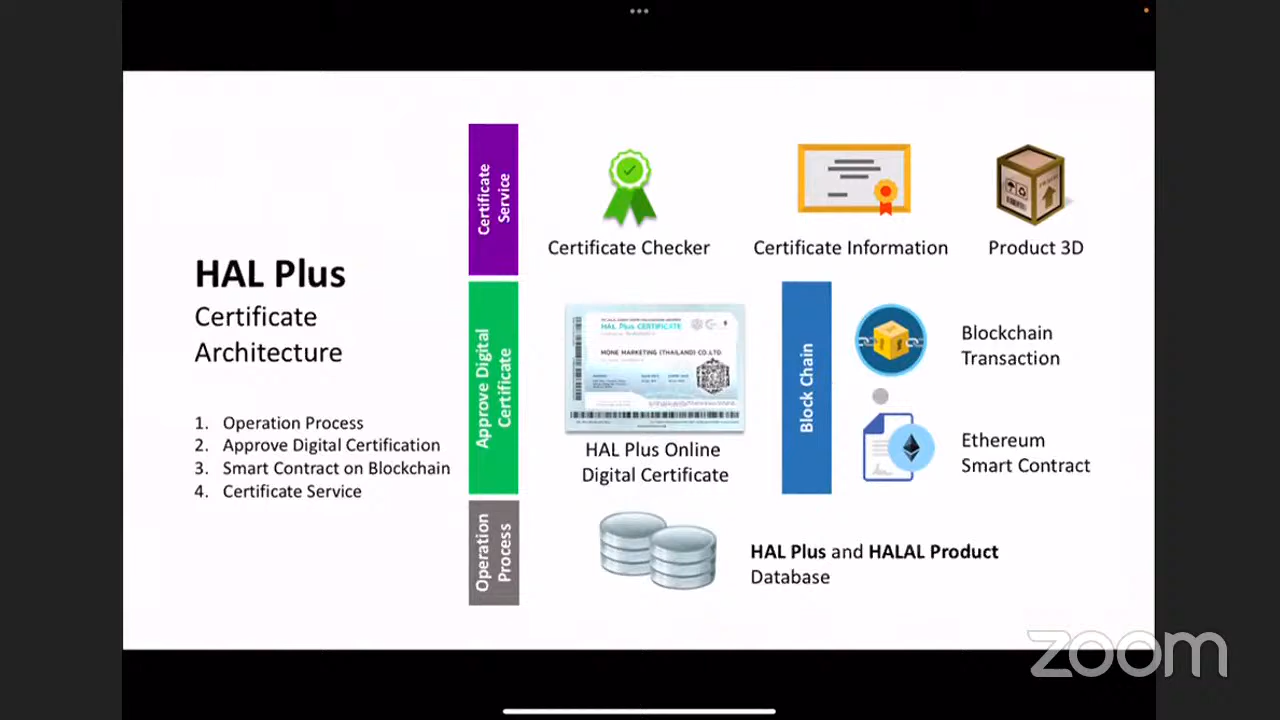 HAL Plus
Certificate
Architecture
1. Operation Process
2. Approve Digital Certification
3. Smart Contract on Blockchain
4. Certificate Service
Certificate
Service
Certificate Checker
Certificate Information
Product 3D
Approve Digital
Certificate
HAL Plus CERTIFICATE
MONE MARKETING (THAILAND) CO.,LTD
HAL Plus Online
Digital Certificate
Block Chain
Blockchain
Transaction
Ethereum
Smart Contract
Operation
Process
HAL Plus and HALAL Product
Database
zoom